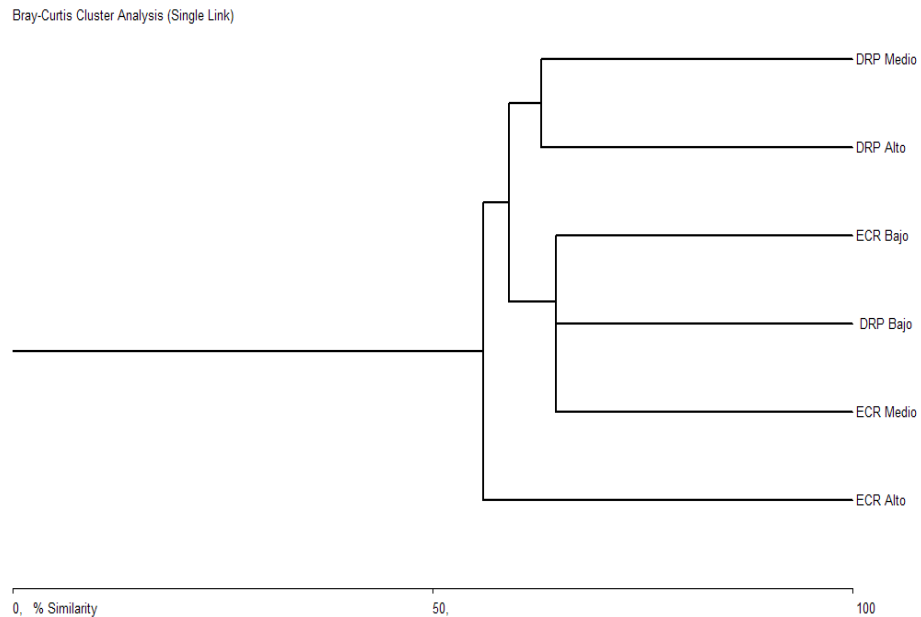 Bray-Curtis Cluster Analysis (Single Link)
DRP Medio
DRP Alto
ECR Bajo
DRP Bajo
ECR Medio
ECR Alto
0, % Similarity 50, 100